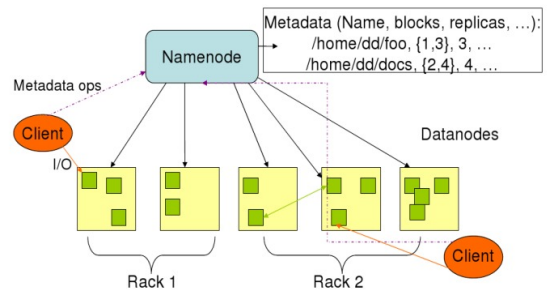 Metadata (Name, blocks, replicas, ...):
/home/dd/foo, {1,3}, 3, ...
/home/dd/docs, {2,4}, 4, ...
Namenode
Metadata ops
Client
I/O
Datanodes
Client
Rack 1
Rack 2